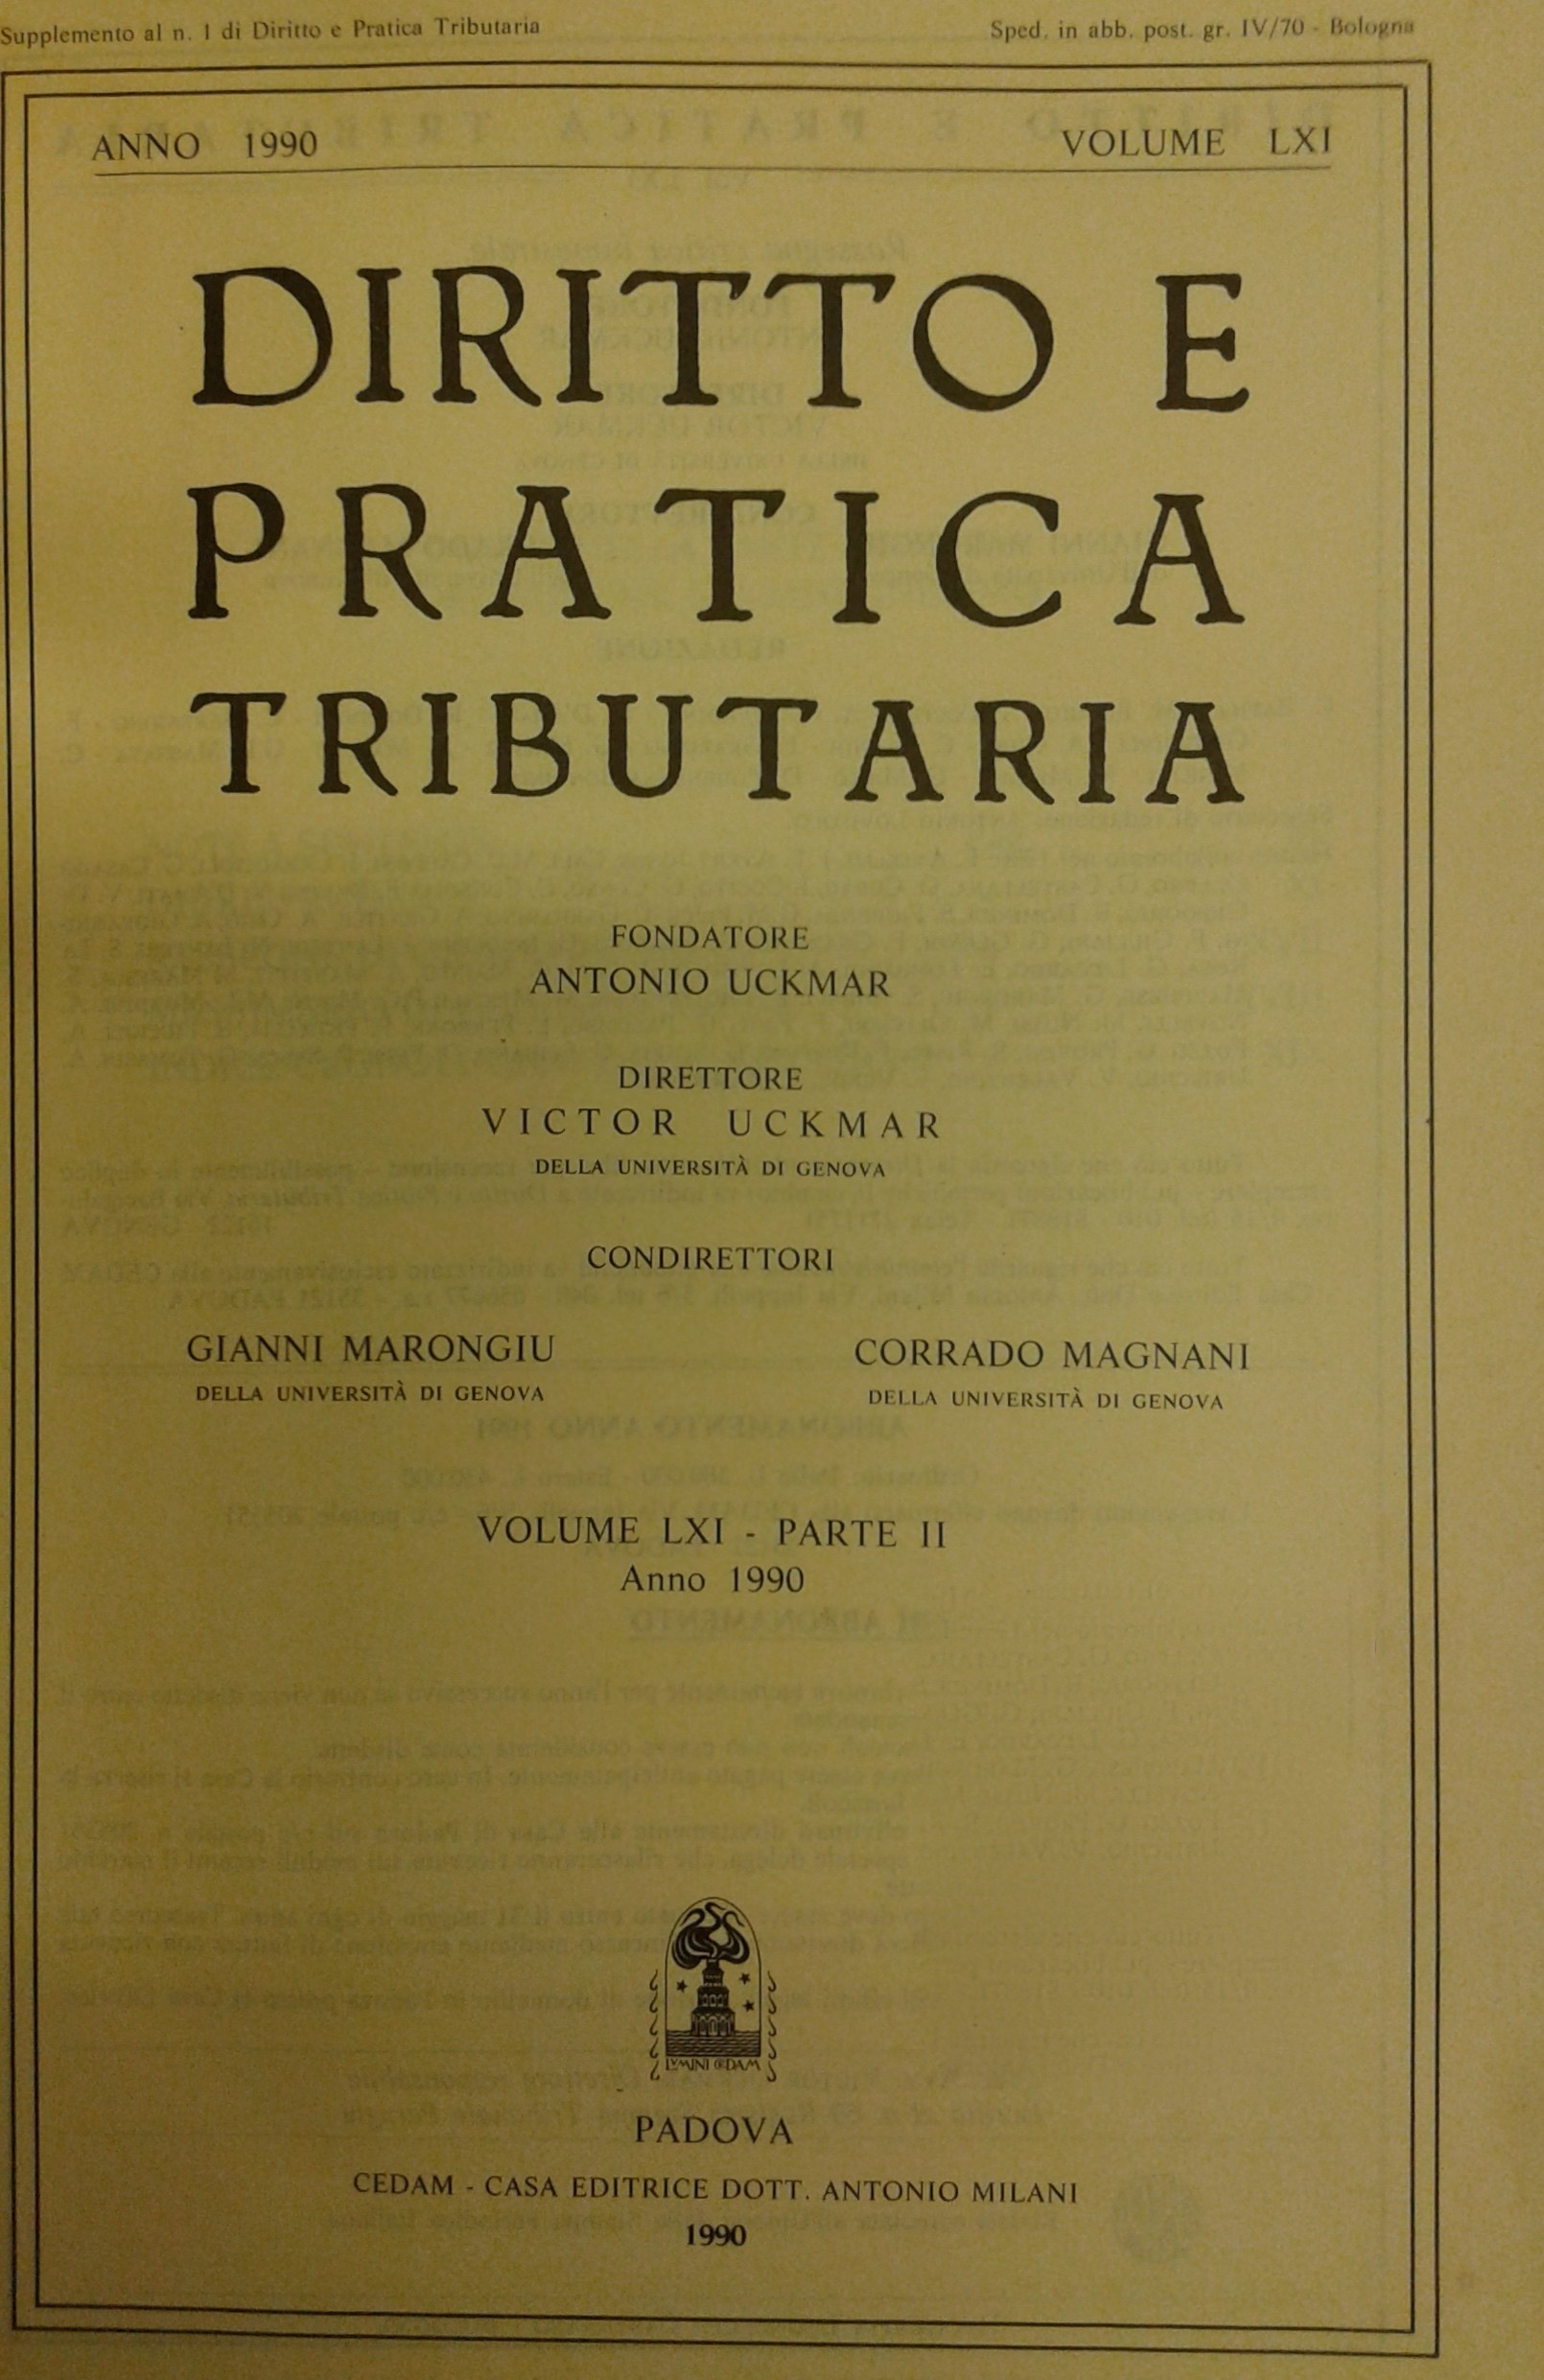 Supplemento al n. 1 di Diritto e Pratica Tributaria
Sped. in abb. post. gr. IV/70 - Bologna
ANNO 1990
VOLUME LXI
DIRITTO E
PRATICA
TRIBUTARIA
FONDATORE
ANTONIO UCKMAR
DIRETTORE
VICTOR UCKMAR
DELLA UNIVERSITÀ DI GENOVA
CONDIRETTORI
GIANNI MARONGIU
DELLA UNIVERSITÀ DI GENOVA
CORRADO MAGNANI
DELLA UNIVERSITÀ DI GENOVA
VOLUME LXI - PARTE II
Anno 1990
LVMINI CEDAM
PADOVA
CEDAM - CASA EDITRICE DOTT. ANTONIO MILANI
1990